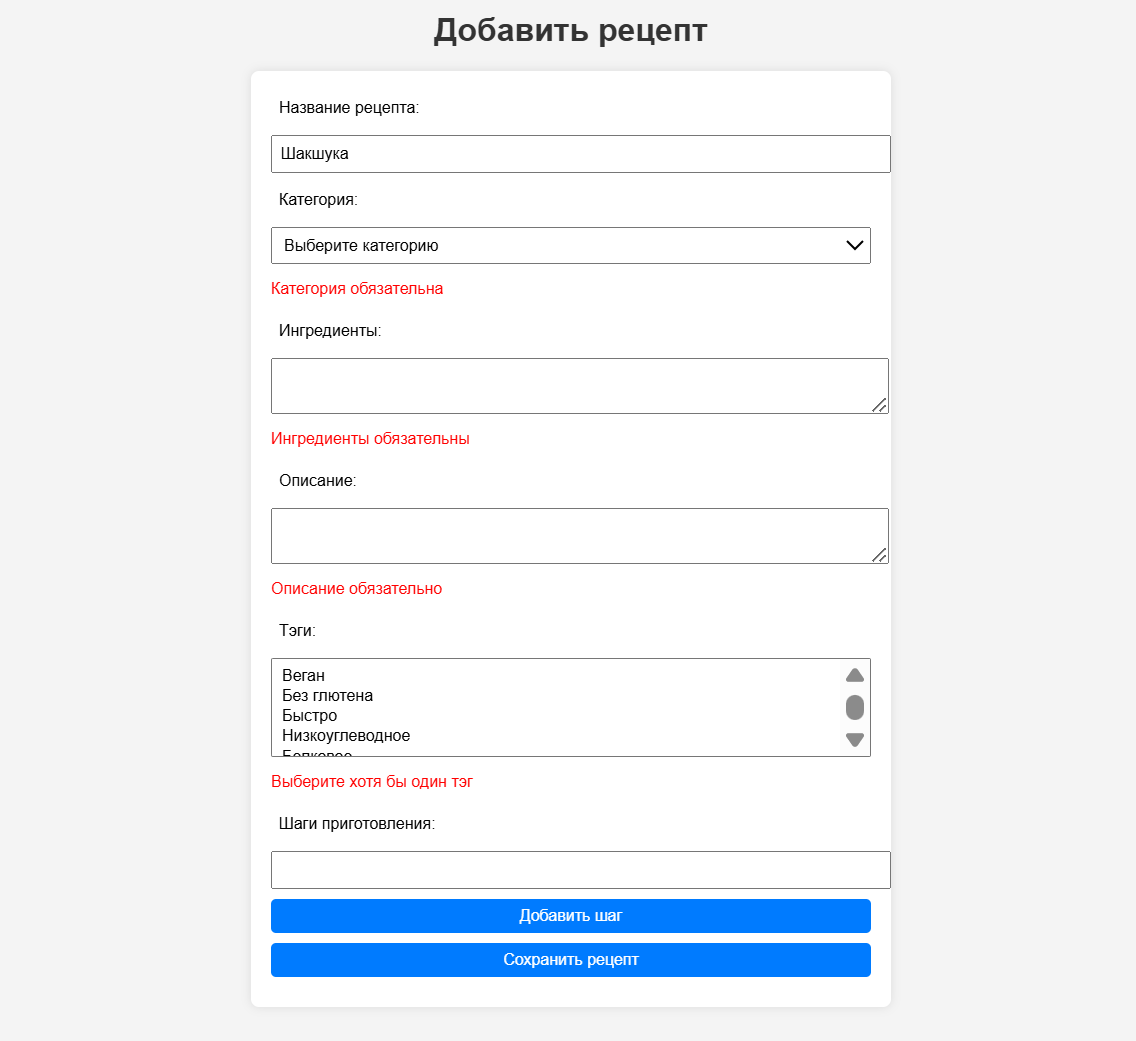 Добавить рецепт
Название рецепта:
Шакшука
Категория:
Выберите категорию
Категория обязательна
Ингредиенты:
Ингредиенты обязательны
Описание:
Описание обязательно
Тэги:
Веган
Без глютена
Быстро
Низкоуглеводное
Белковое
Выберите хотя бы один тэг
Шаги приготовления:
Добавить шаг
Сохранить рецепт